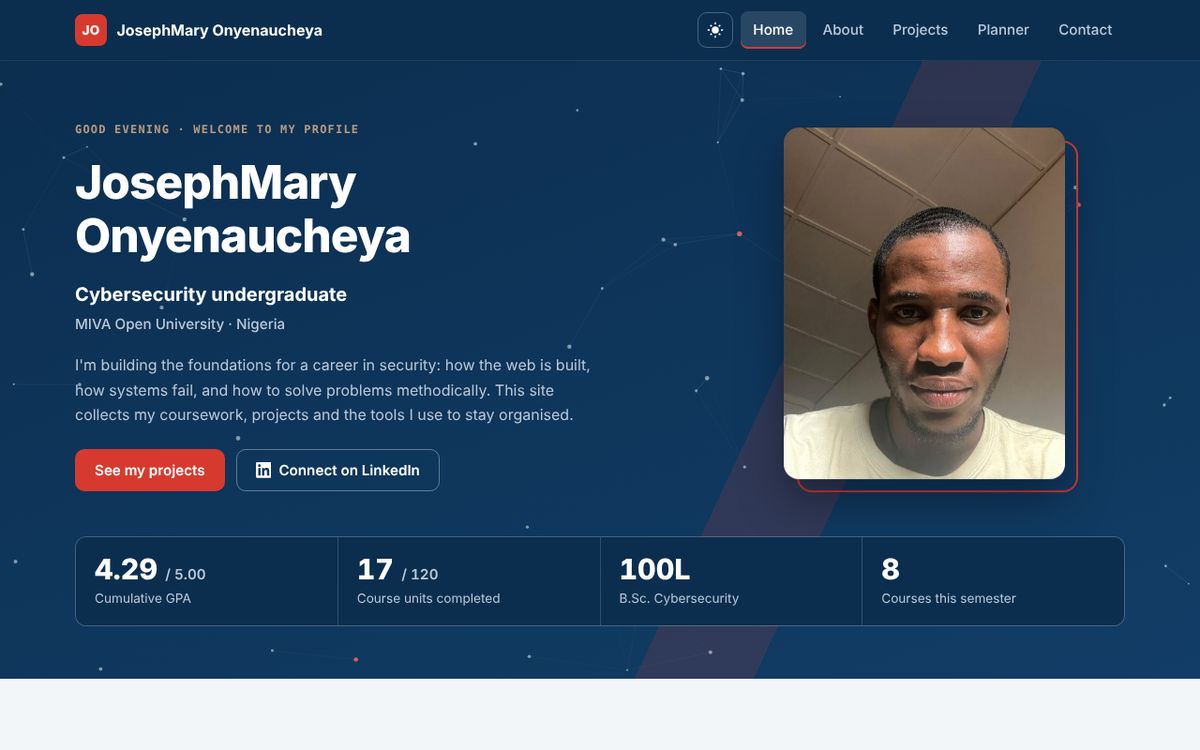 JO JosephMary Onyenaucheya Home About Projects Planner Contact
GOOD EVENING · WELCOME TO MY PROFILE
JosephMary
Onyenaucheya
Cybersecurity undergraduate
MIVA Open University · Nigeria
I'm building the foundations for a career in security: how the web is built,
how systems fail, and how to solve problems methodically. This site
collects my coursework, projects and the tools I use to stay organised.
See my projects Connect on LinkedIn
4.29 / 5.00 17 / 120 100L 8
Cumulative GPA Course units completed B.Sc. Cybersecurity Courses this semester